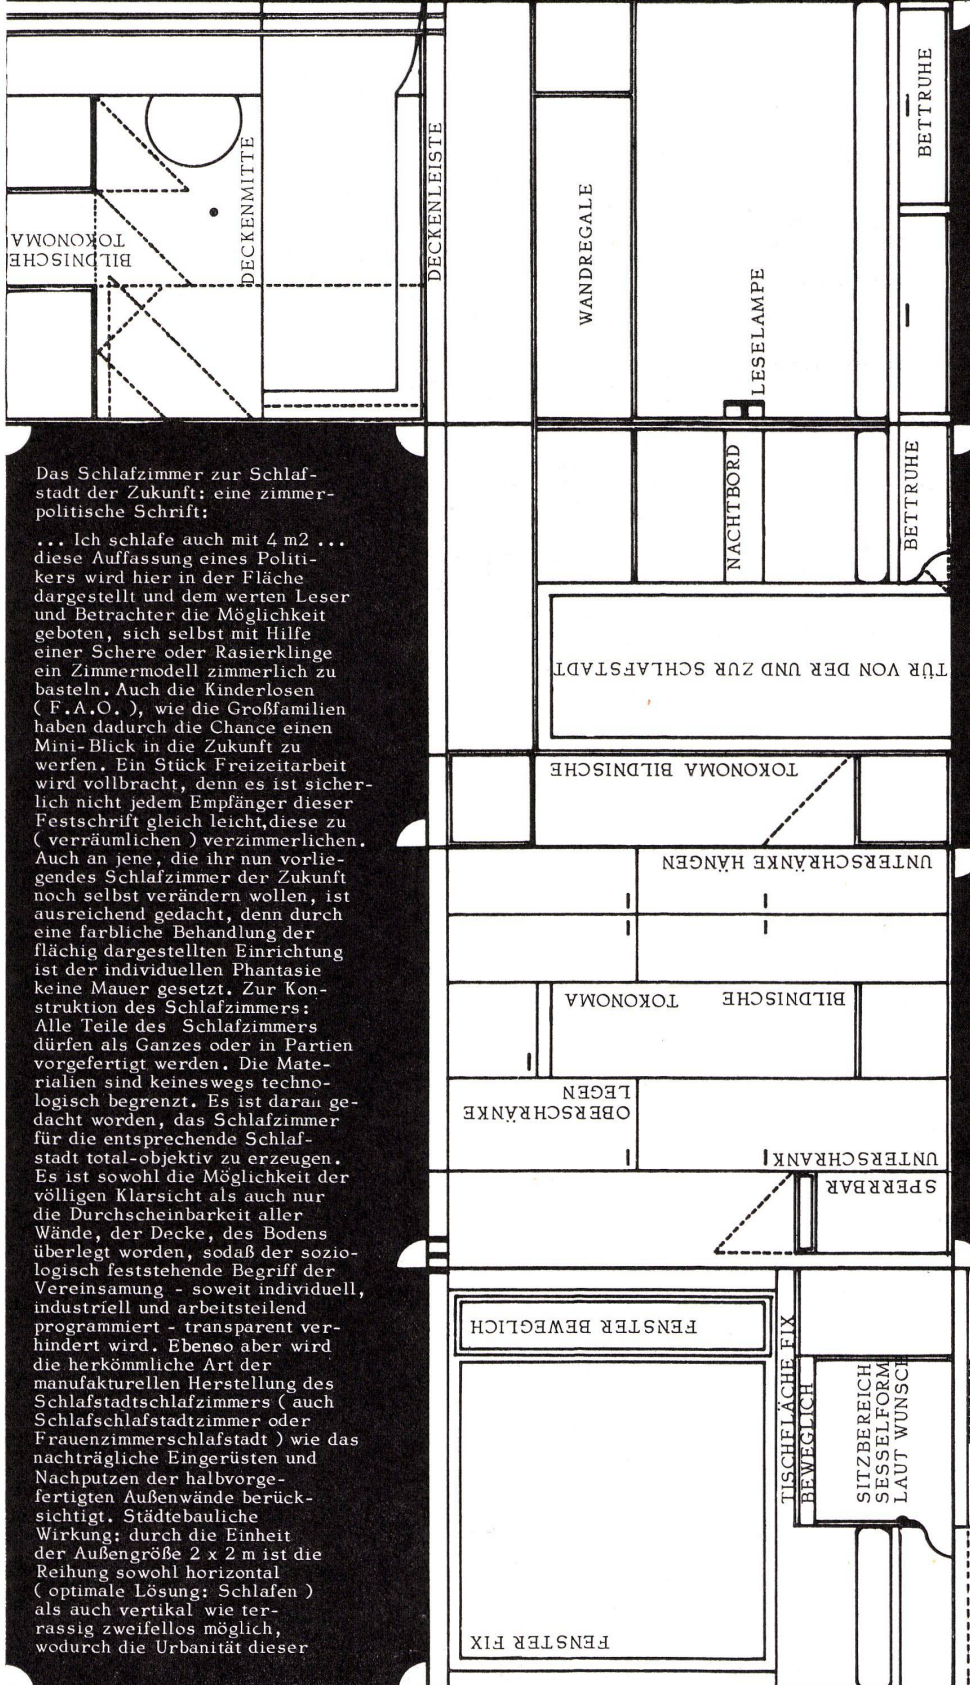 BILDNISCHE
TOKONOMA
DECKENMITTE
DECKENLEISTE
WANDREGALE
LESELAMPE
BETTRUHE
NACHTBORD
BETTRUHE
TÜR VON DER UND ZUR SCHLAFSTADT
TOKONOMA BILDNISCHE
UNTERSCHRÄNKE HÄNGEN
BILDNISCHE TOKONOMA
OBERSCHRÄNKE
LEGEN
UNTERSCHRANK
SPERRBAR
FENSTER BEWEGLICH
FENSTER FIX
TISCHFLÄCHE FIX
BEWEGLICH
SITZBEREICH
SESSELFORM
LAUT WUNSCH
Das Schlafzimmer zur Schlaf-
stadt der Zukunft: eine zimmer-
politische Schrift:
... Ich schlafe auch mit 4 m2 ...
diese Auffassung eines Politi-
kers wird hier in der Fläche
dargestellt und dem werten Leser
und Betrachter die Möglichkeit
geboten, sich selbst mit Hilfe
einer Schere oder Rasierklinge
ein Zimmermodell zimmerlich zu
basteln. Auch die Kinderlosen
( F.A.O. ), wie die Großfamilien
haben dadurch die Chance einen
Mini-Blick in die Zukunft zu
werfen. Ein Stück Freizeitarbeit
wird vollbracht, denn es ist sicher-
lich nicht jedem Empfänger dieser
Festschrift gleich leicht,diese zu
( verräumlichen ) verzimmerlichen.
Auch an jene, die ihr nun vorlie-
gendes Schlafzimmer der Zukunft
noch selbst verändern wollen, ist
ausreichend gedacht, denn durch
eine farbliche Behandlung der
flächig dargestellten Einrichtung
ist der individuellen Phantasie
keine Mauer gesetzt. Zur Kon-
struktion des Schlafzimmers:
Alle Teile des Schlafzimmers
dürfen als Ganzes oder in Partien
vorgefertigt werden. Die Mate-
rialien sind keineswegs techno-
logisch begrenzt. Es ist daran ge-
dacht worden, das Schlafzimmer
für die entsprechende Schlaf-
stadt total-objektiv zu erzeugen.
Es ist sowohl die Möglichkeit der
völligen Klarsicht als auch nur
die Durchscheinbarkeit aller
Wände, der Decke, des Bodens
überlegt worden, sodaß der sozio-
logisch feststehende Begriff der
Vereinsamung - soweit individuell,
industriell und arbeitsteilend
programmiert - transparent ver-
hindert wird. Ebenso aber wird
die herkömmliche Art der
manufakturellen Herstellung des
Schlafstadtschlafzimmers ( auch
Schlafschlafstadtzimmer oder
Frauenzimmerschlafstadt ) wie das
nachträgliche Eingerüsten und
Nachputzen der halbvorge-
fertigten Außenwände berück-
sichtigt. Städtebauliche
Wirkung: durch die Einheit
der Außengröße 2 x 2 m ist die
Reihung sowohl horizontal
( optimale Lösung: Schlafen )
als auch vertikal wie ter-
rassig zweifellos möglich,
wodurch die Urbanität dieser